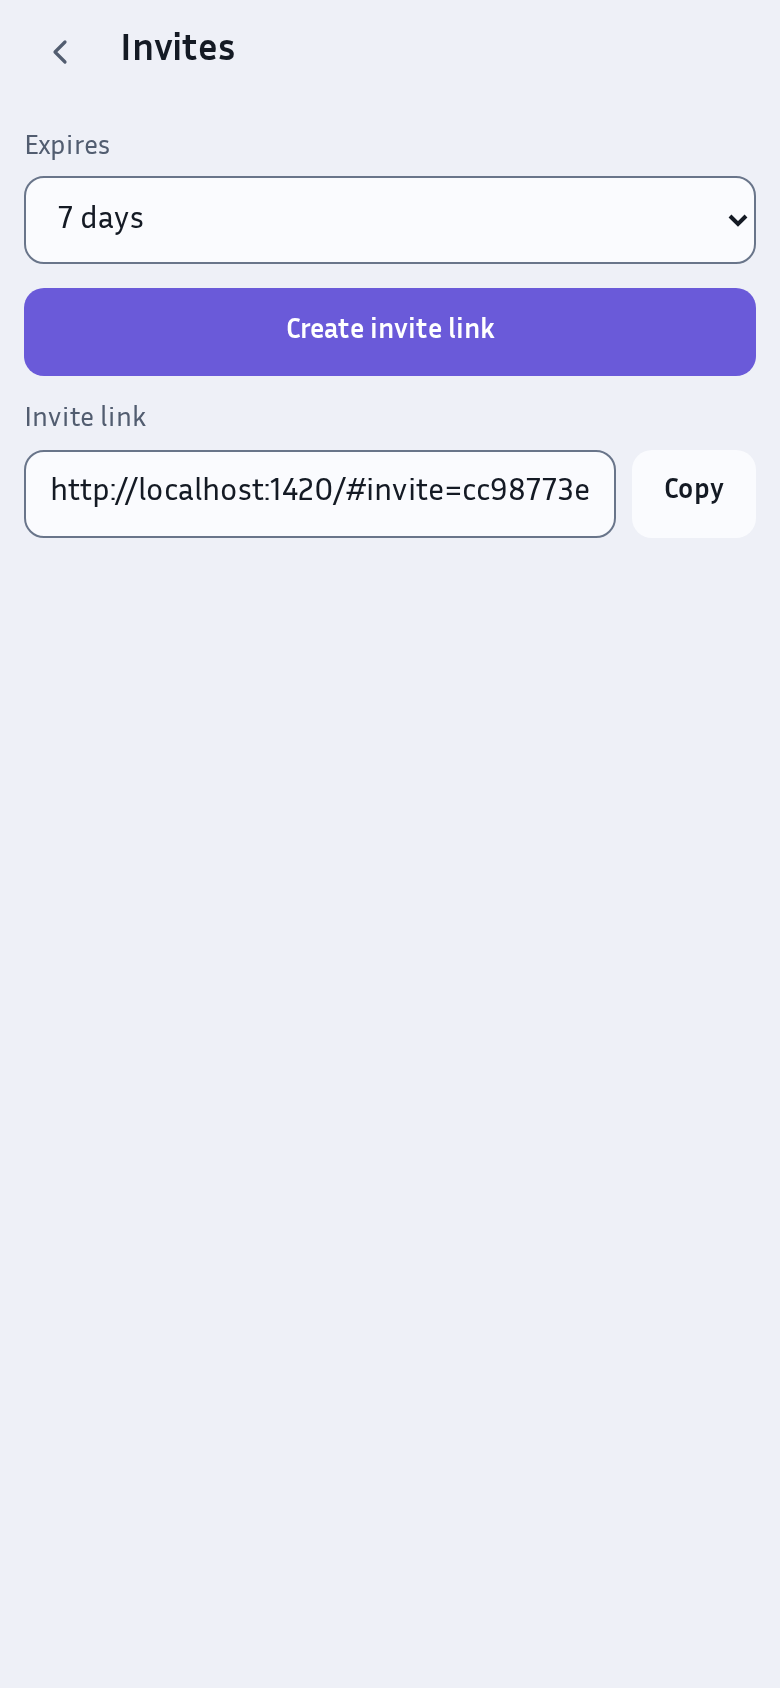 Invites
Expires
7 days
Create invite link
Invite link
http://localhost:1420/#invite=cc98773e
Copy